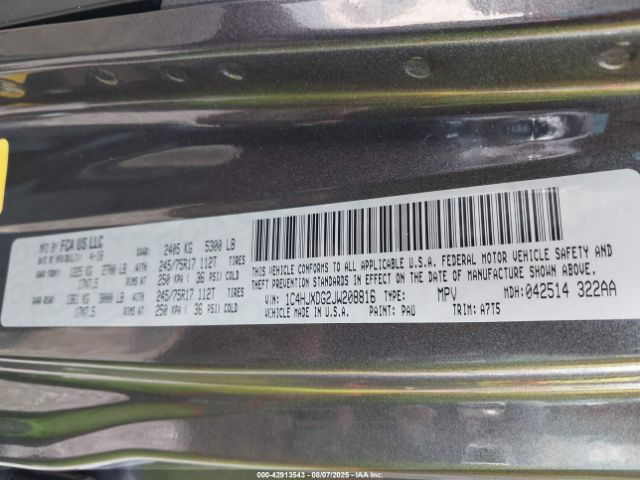 MFD BY FCA US LLC
DATE OF MFR 4-18 GVWR: 2405 KG 5300 LB
GAWR FRONT: 1225 KG 2700 LB WITH 245/75R17 112T TIRES
17X7.5 RIMS AT 250 KPA ( 36 PSI) COLD
GAWR REAR: 1361 KG 3000 LB WITH 245/75R17 112T TIRES
17X7.5 RIMS AT 250 KPA ( 36 PSI) COLD
THIS VEHICLE CONFORMS TO ALL APPLICABLE U.S.A. FEDERAL MOTOR VEHICLE SAFETY AND
THEFT PREVENTION STANDARDS IN EFFECT ON THE DATE OF MANUFACTURE SHOWN ABOVE.
VIN: 1C4HJXDG2JW208816 TYPE: MPV MDH: 042514 322AA
VEHICLE MADE IN U.S.A. PAINT: PAU TRIM: A7T5
000-42913543 - 08/07/2025 - IAA Inc.